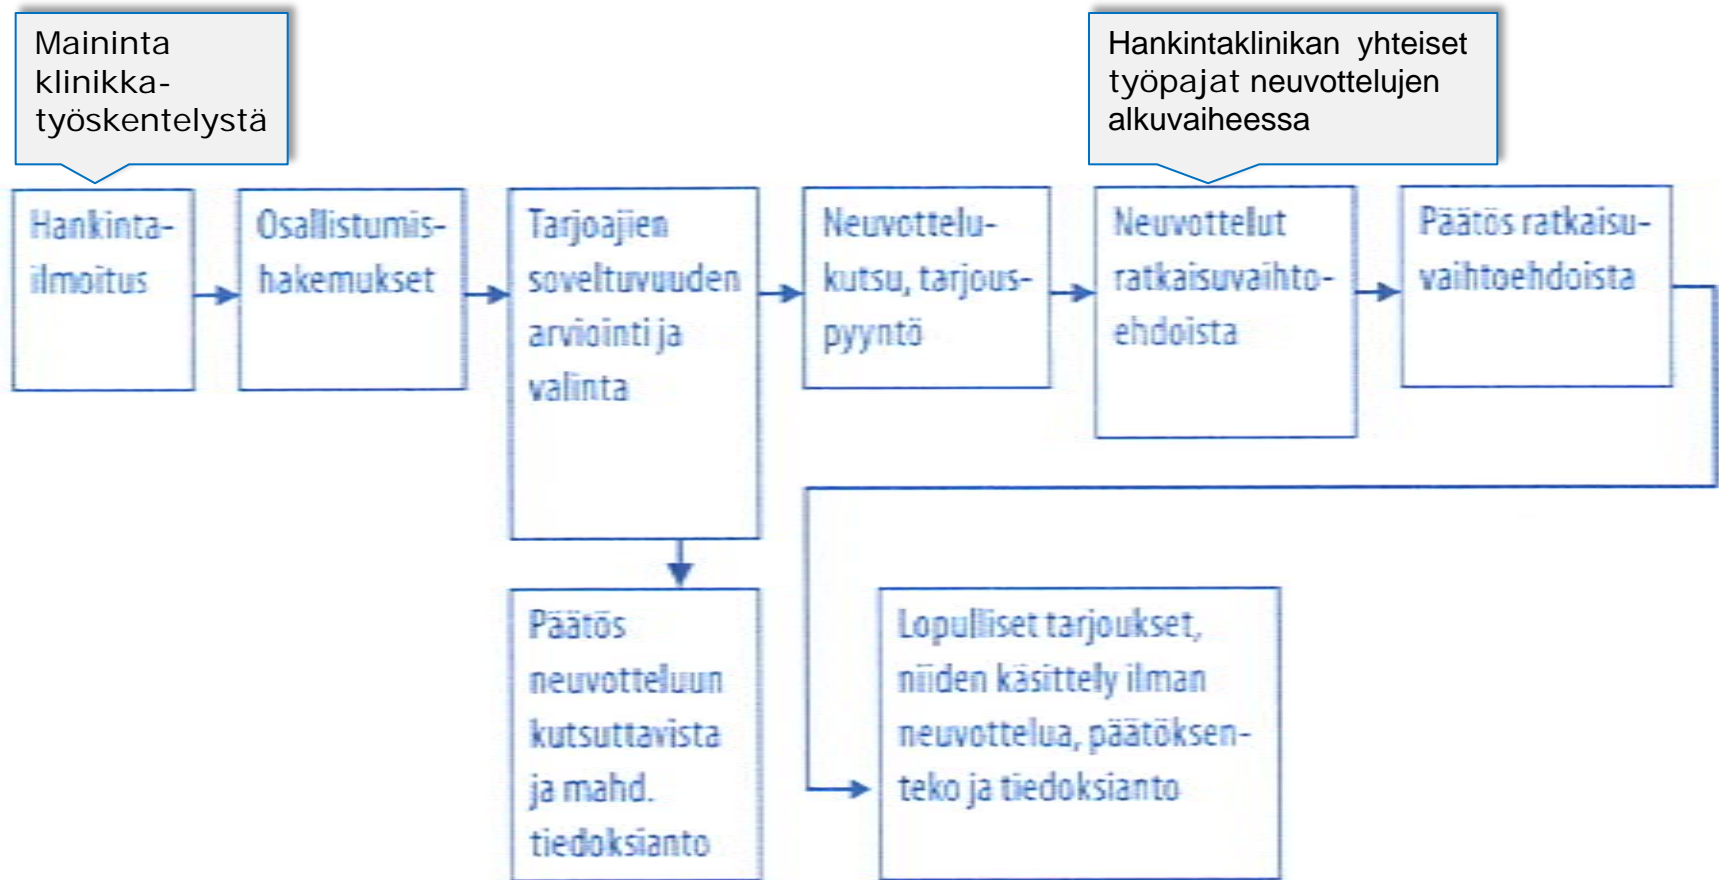 Maininta
klinikka-
työskentelystä
Hankintaklinikan yhteiset
työpajat neuvottelujen
alkuvaiheessa
Hankinta-
ilmoitus
Osallistumis-
hakemukset
Tarjoajien
soveltuvuuden
arviointi ja
valinta
Neuvottelu-
kutsu, tarjous-
pyyntö
Neuvottelut
ratkaisuvaihto-
ehdoista
Päätös ratkaisu-
vaihtoehdoista
Päätös
neuvotteluun
kutsuttavista
ja mahd.
tiedoksianto
Lopulliset tarjoukset,
niiden käsittely ilman
neuvottelua, päätöksen-
teko ja tiedoksianto